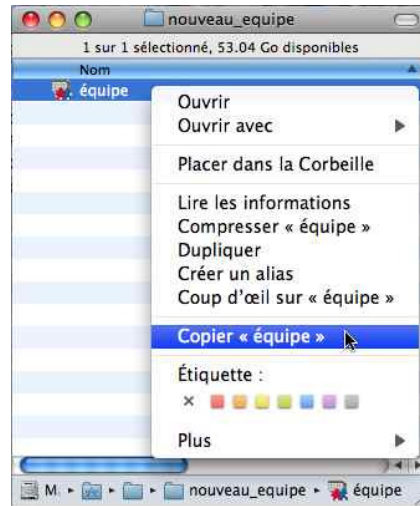 nouveau_equipe
1 sur 1 sélectionné, 53.04 Go disponibles
Nom
équipe
Ouvrir
Ouvrir avec
Placer dans la Corbeille
Lire les informations
Compresser « équipe »
Dupliquer
Créer un alias
Coup d'œil sur « équipe »
Copier « équipe »
Étiquette :
Plus
M. nouveau_equipe équipe